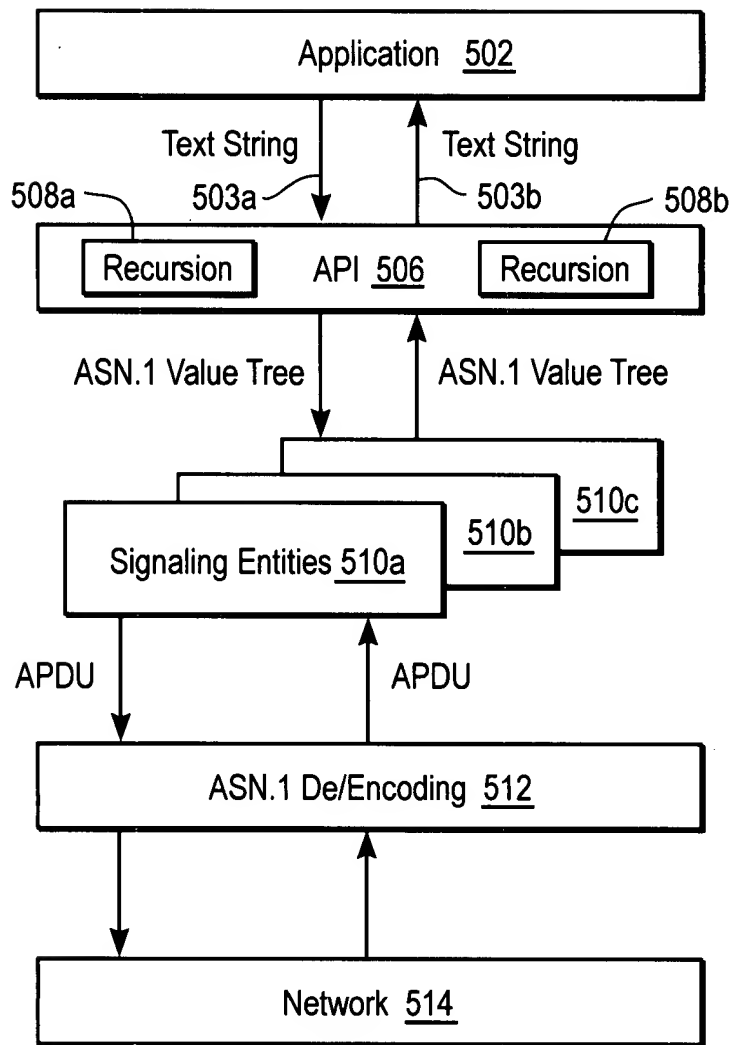 Application 502
Text String Text String
503a 503b
508a 508b
Recursion API 506 Recursion
ASN.1 Value Tree ASN.1 Value Tree
510c
510b
Signaling Entities 510a
APDU APDU
ASN.1 De/Encoding 512
Network 514